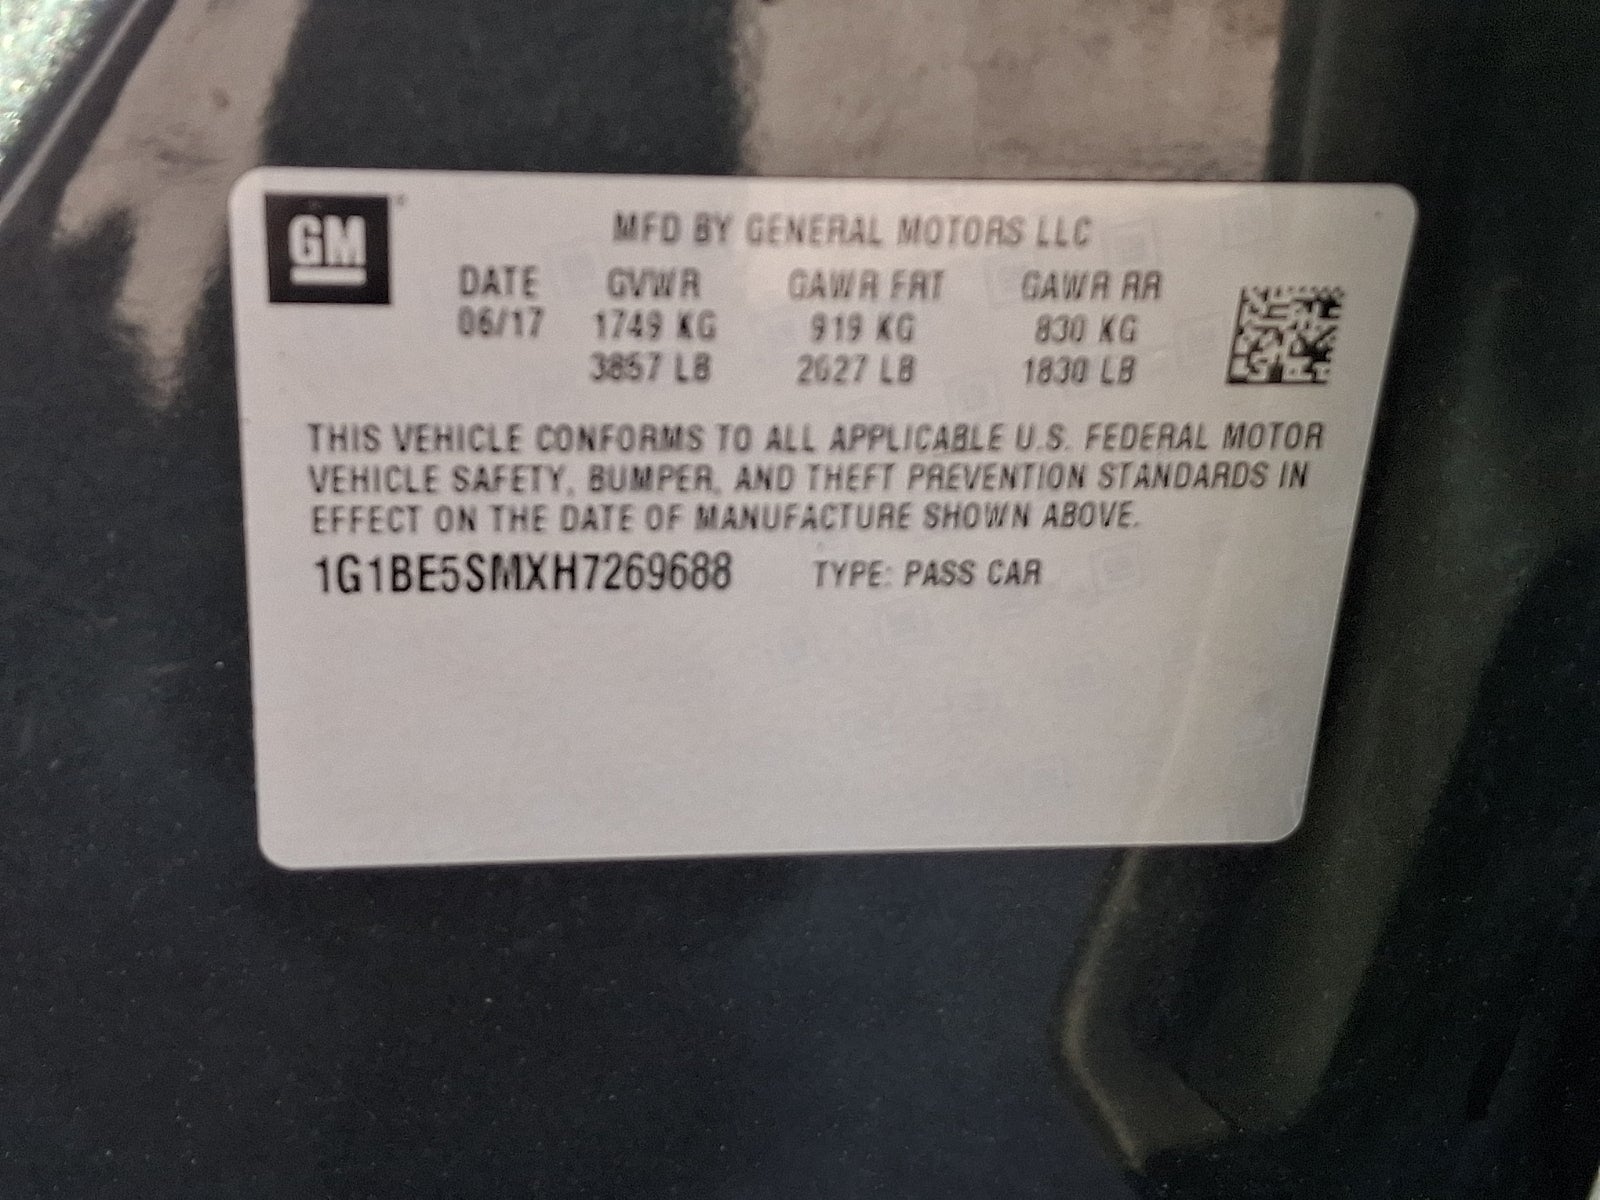 GM
MFD BY GENERAL MOTORS LLC
DATE GVWR GAWR FRT GAWR RR
06/17 1749 KG 919 KG 830 KG
3857 LB 2027 LB 1830 LB
THIS VEHICLE CONFORMS TO ALL APPLICABLE U.S. FEDERAL MOTOR
VEHICLE SAFETY, BUMPER, AND THEFT PREVENTION STANDARDS IN
EFFECT ON THE DATE OF MANUFACTURE SHOWN ABOVE.
1G1BE5SMXH7269688 TYPE: PASS CAR